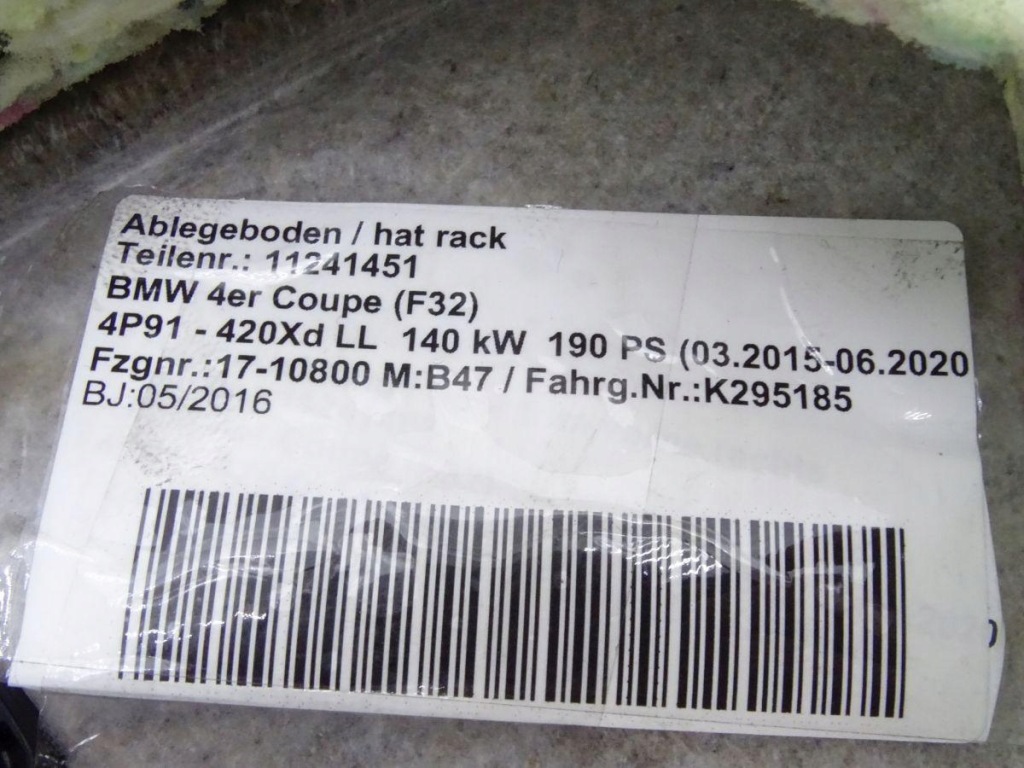 Ablegeboden / hat rack
Teilenr.: 11241451
BMW 4er Coupe (F32)
4P91 - 420Xd LL 140 kW 190 PS (03.2015-06.2020
Fzgnr.:17-10800 M:B47 / Fahrg.Nr.:K295185
BJ:05/2016